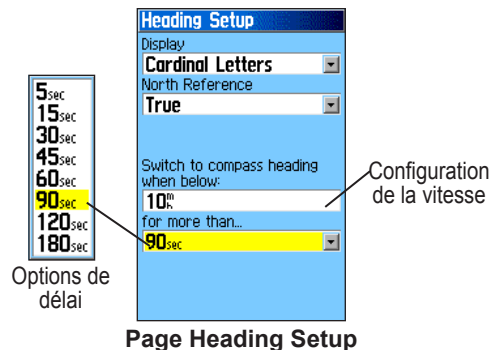 Heading Setup
Display
Cardinal Letters
North Reference
True
Switch to compass heading
when below:
10 m/h
for more than...
90sec
5sec
15sec
30sec
45sec
60sec
90sec
120sec
180sec
Options de
délai
Configuration
de la vitesse
Page Heading Setup